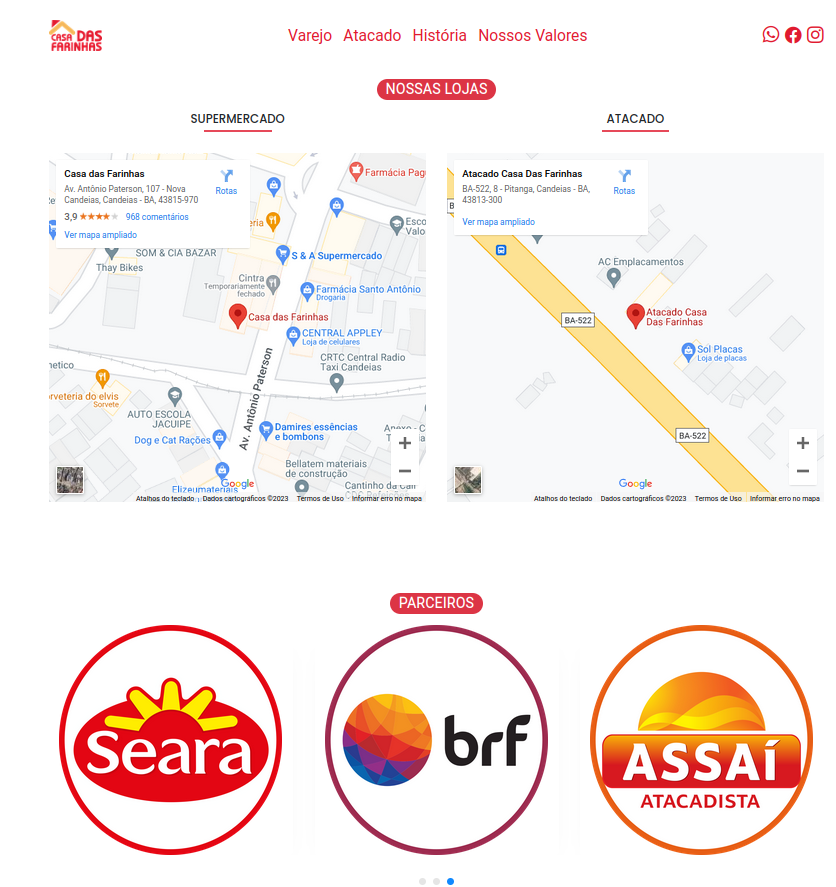 CASA DAS
FARINHAS
Varejo Atacado História Nossos Valores
NOSSAS LOJAS
SUPERMERCADO
Casa das Farinhas
Av. Antônio Paterson, 107 - Nova
Candeias, Candeias - BA, 43815-970
Rotas
3,9
968 comentários
Ver mapa ampliado
Farmácia Pagu
eria
Esco
Valo
SOM & CIA BAZAR
S & A Supermercado
Thay Bikes
Cintra
Temporariamente
fechado
Farmácia Santo Antônio
Drogaria
Casa das Farinhas
CENTRAL APPLEY
Loja de celulares
CRTC Central Radio
Taxi Candeias
netico
Av. Antônio Paterson
orveteria do elvis
Sorvete
AUTO ESCOLA
JACUIPE
Dog e Cat Rações
Damires essências
e bombons
Bellatem materiais
de construção
Elizeumateriais
Cantinho da Carl
Google
Atalhos do teclado Dados cartográficos ©2023 Termos de Uso Informar erro no mapa
ATACADO
Atacado Casa Das Farinhas
BA-522, 8 - Pitanga, Candeias - BA,
43813-300
Rotas
Ver mapa ampliado
AC Emplacamentos
BA-522
Atacado Casa
Das Farinhas
Sol Placas
Loja de placas
BA-522
Google
Atalhos do teclado Dados cartográficos ©2023 Termos de Uso Informar erro no mapa
PARCEIROS
Seara
brf
ASSAÍ
ATACADISTA